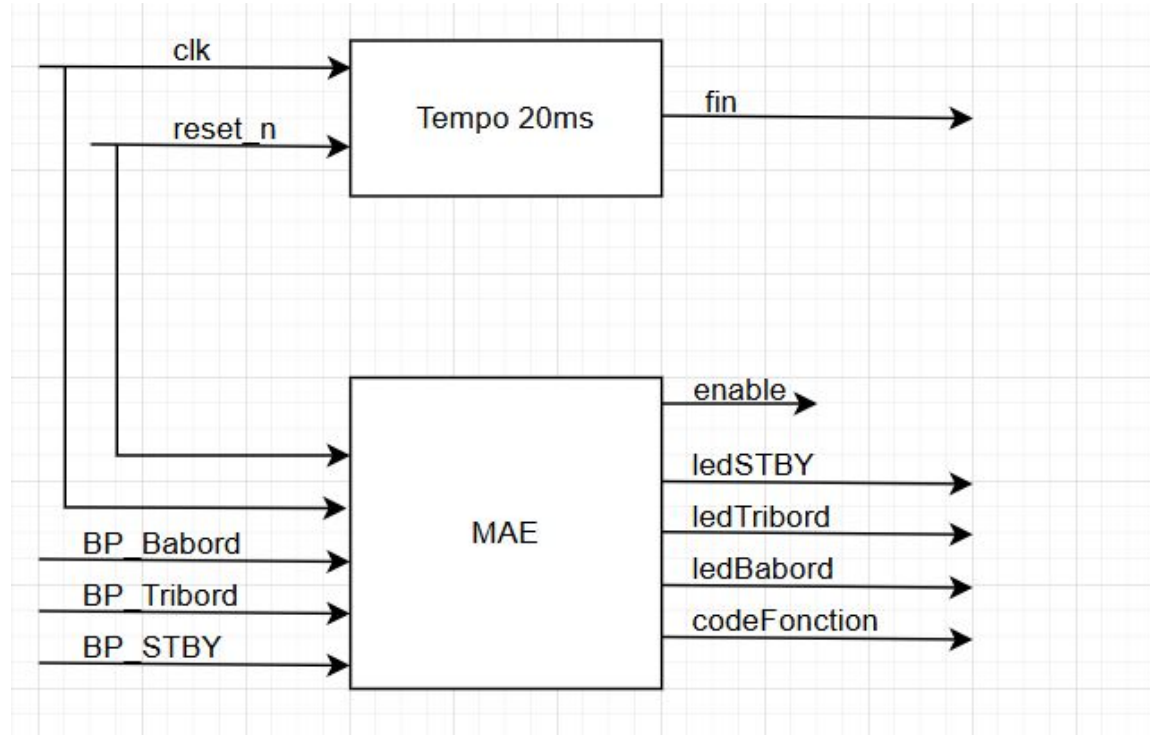 clk
Tempo 20ms
fin
reset_n
enable
ledSTBY
ledTribord
MAE
BP_Babord
ledBabord
BP_Tribord
codeFonction
BP_STBY